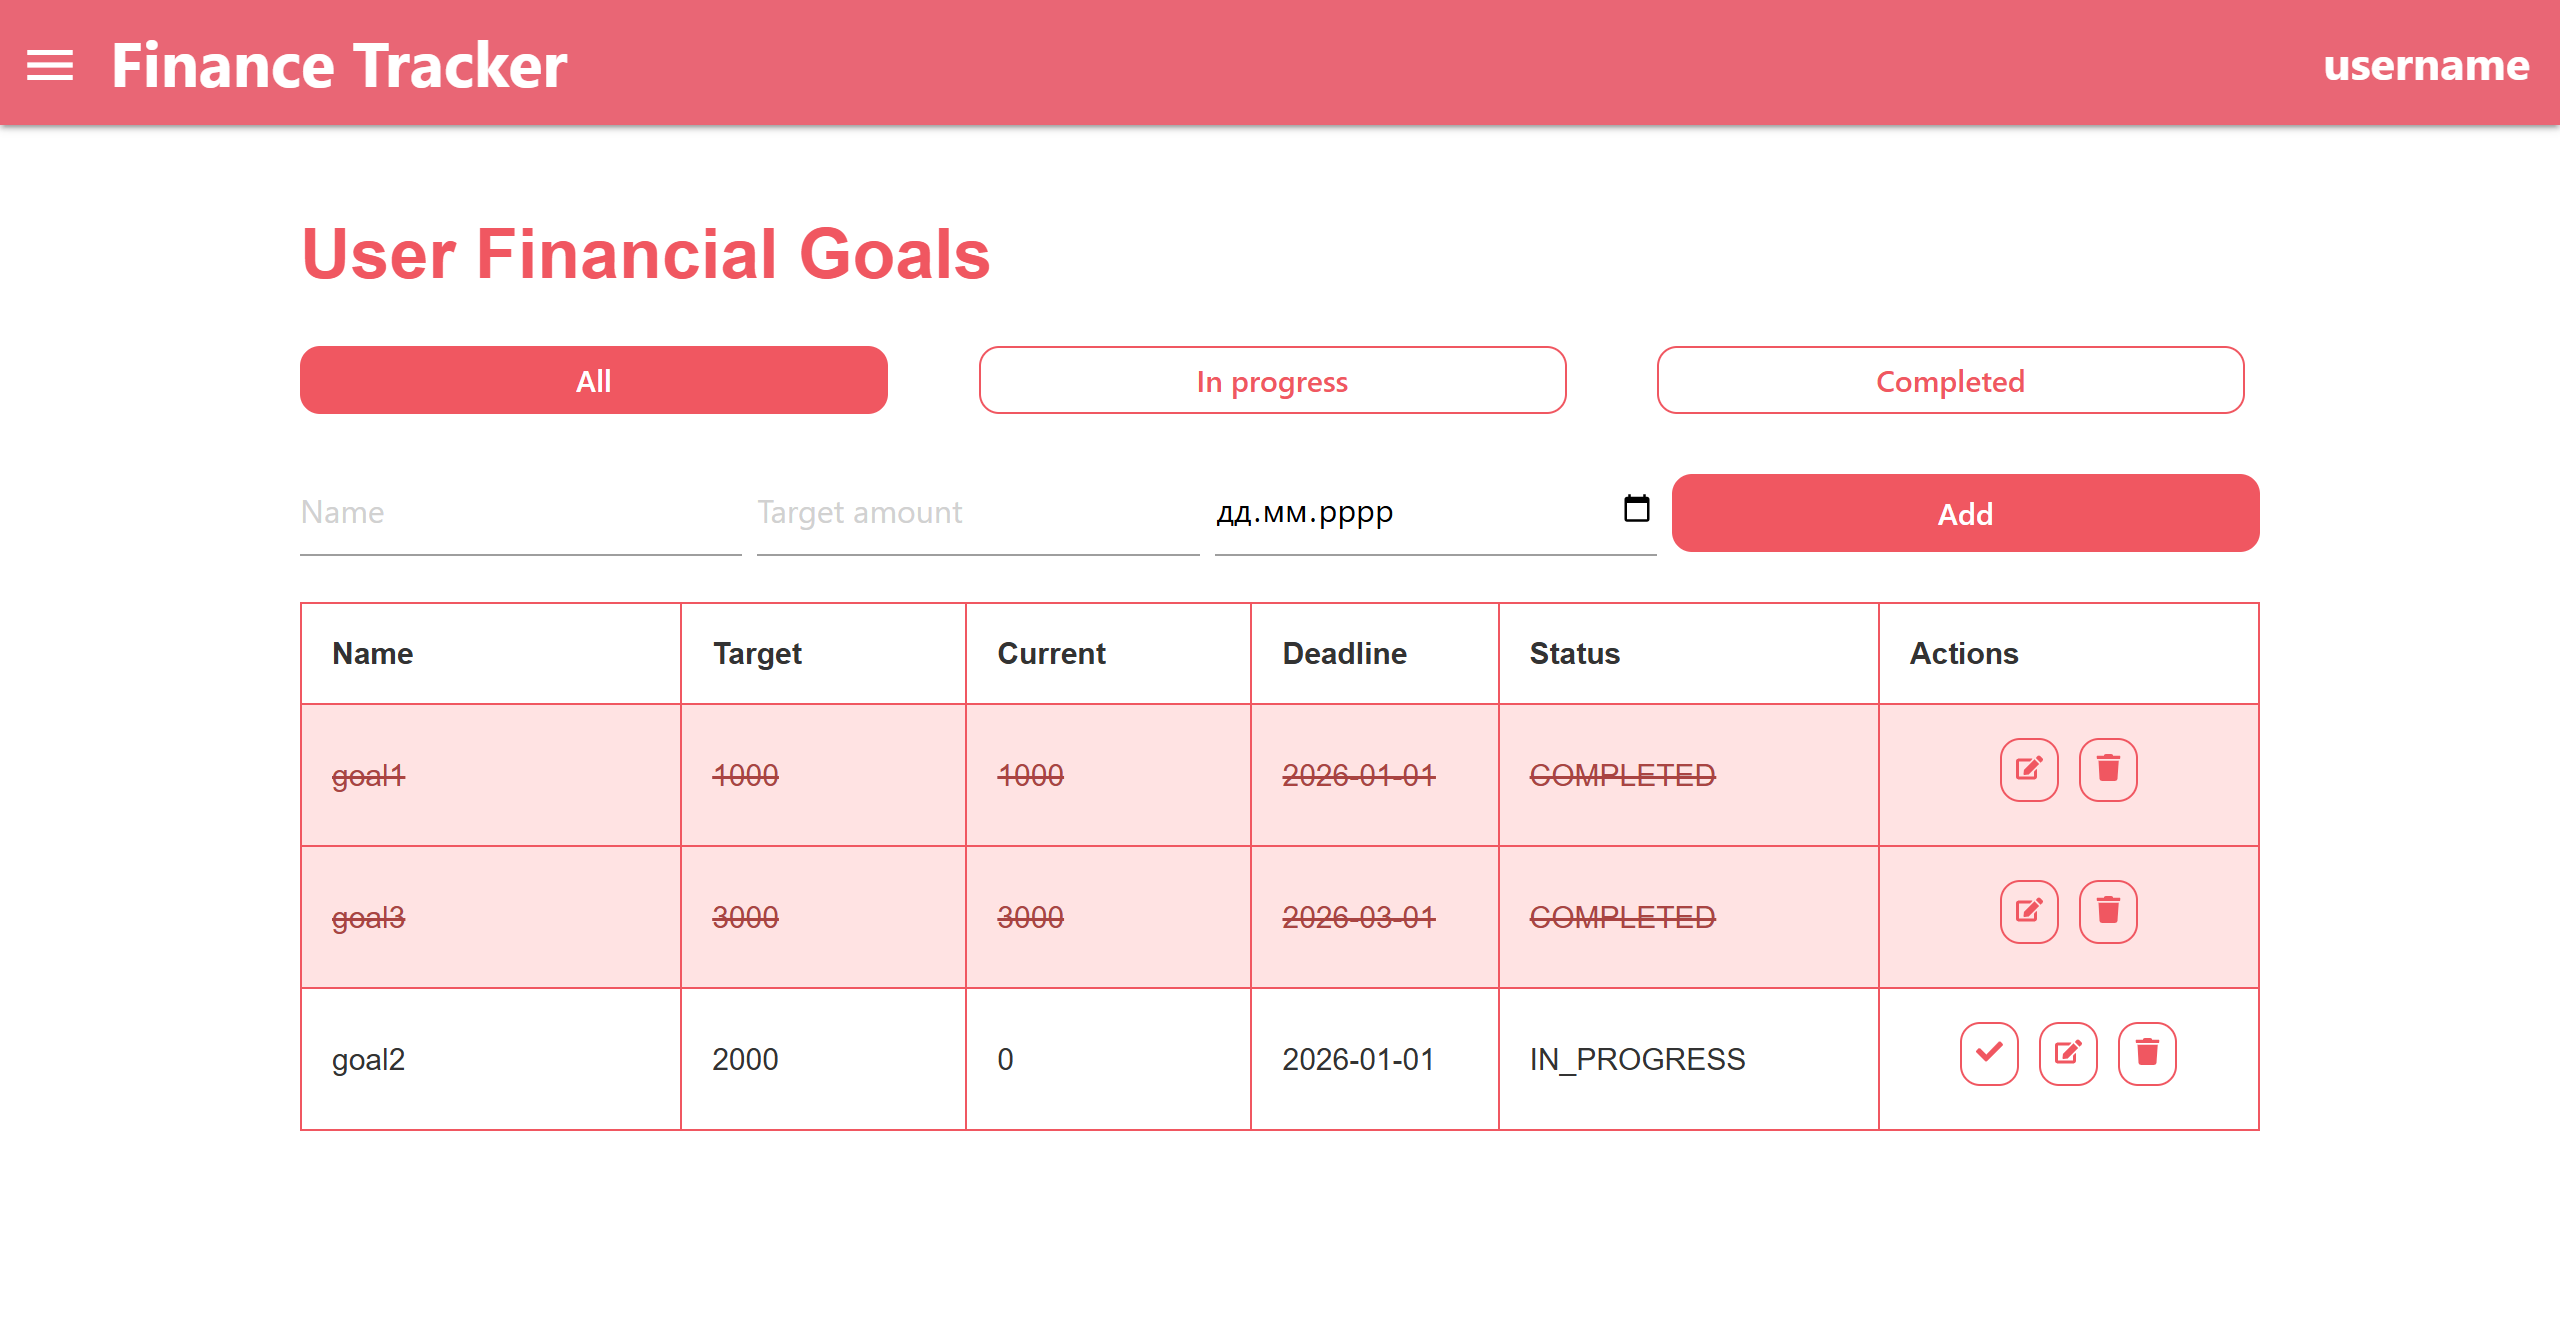 Finance Tracker username
User Financial Goals
All In progress Completed
Name Target amount дд.мм.рррр Add
Name Target Current Deadline Status Actions
goal1 1000 1000 2026-01-01 COMPLETED
goal3 3000 3000 2026-03-01 COMPLETED
goal2 2000 0 2026-01-01 IN_PROGRESS